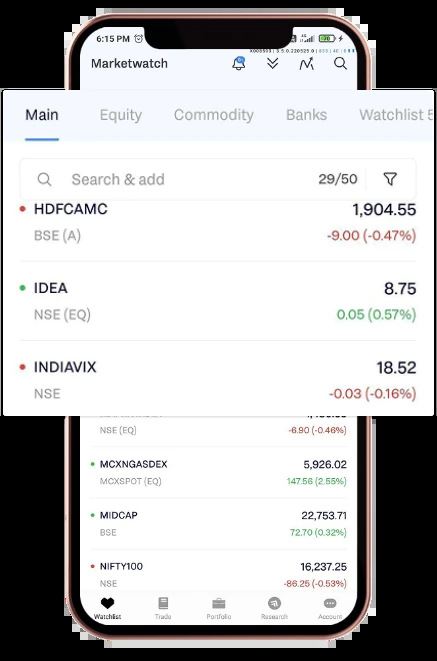 6:15 PM
Marketwatch
Main Equity Commodity Banks Watchlist 5
Search & add 29/50
HDFCAMC 1,904.55
BSE (A) -9.00 (-0.47%)
IDEA 8.75
NSE (EQ) 0.05 (0.57%)
INDIAVIX 18.52
NSE -0.03 (-0.16%)
NSE (EQ) -6.90 (-0.46%)
MCXNGASDEX 5,926.02
MCXSPOT (EQ) 147.56 (2.55%)
MIDCAP 22,753.71
BSE 72.70 (0.32%)
NIFTY100 16,237.25
NSE -86.25 (-0.53%)
Watchlist Trade Portfolio Research Account